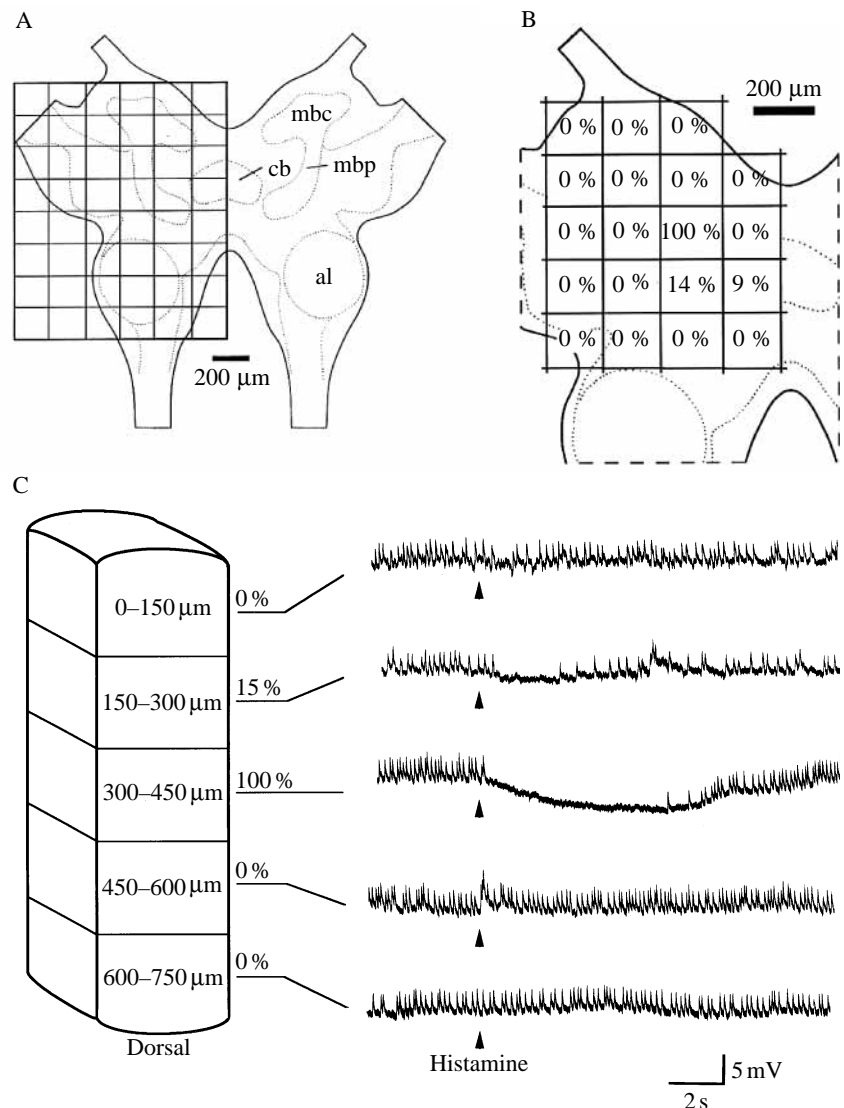 A
mbc
cb
mbp
al
200 µm
B
200 µm
0 % 0 % 0 %
0 % 0 % 0 % 0 %
0 % 0 % 100 % 0 %
0 % 0 % 14 % 9 %
0 % 0 % 0 % 0 %
C
0–150 µm
0 %
150–300 µm
15 %
300–450 µm
100 %
450–600 µm
0 %
600–750 µm
0 %
Dorsal
Histamine
5 mV
2 s